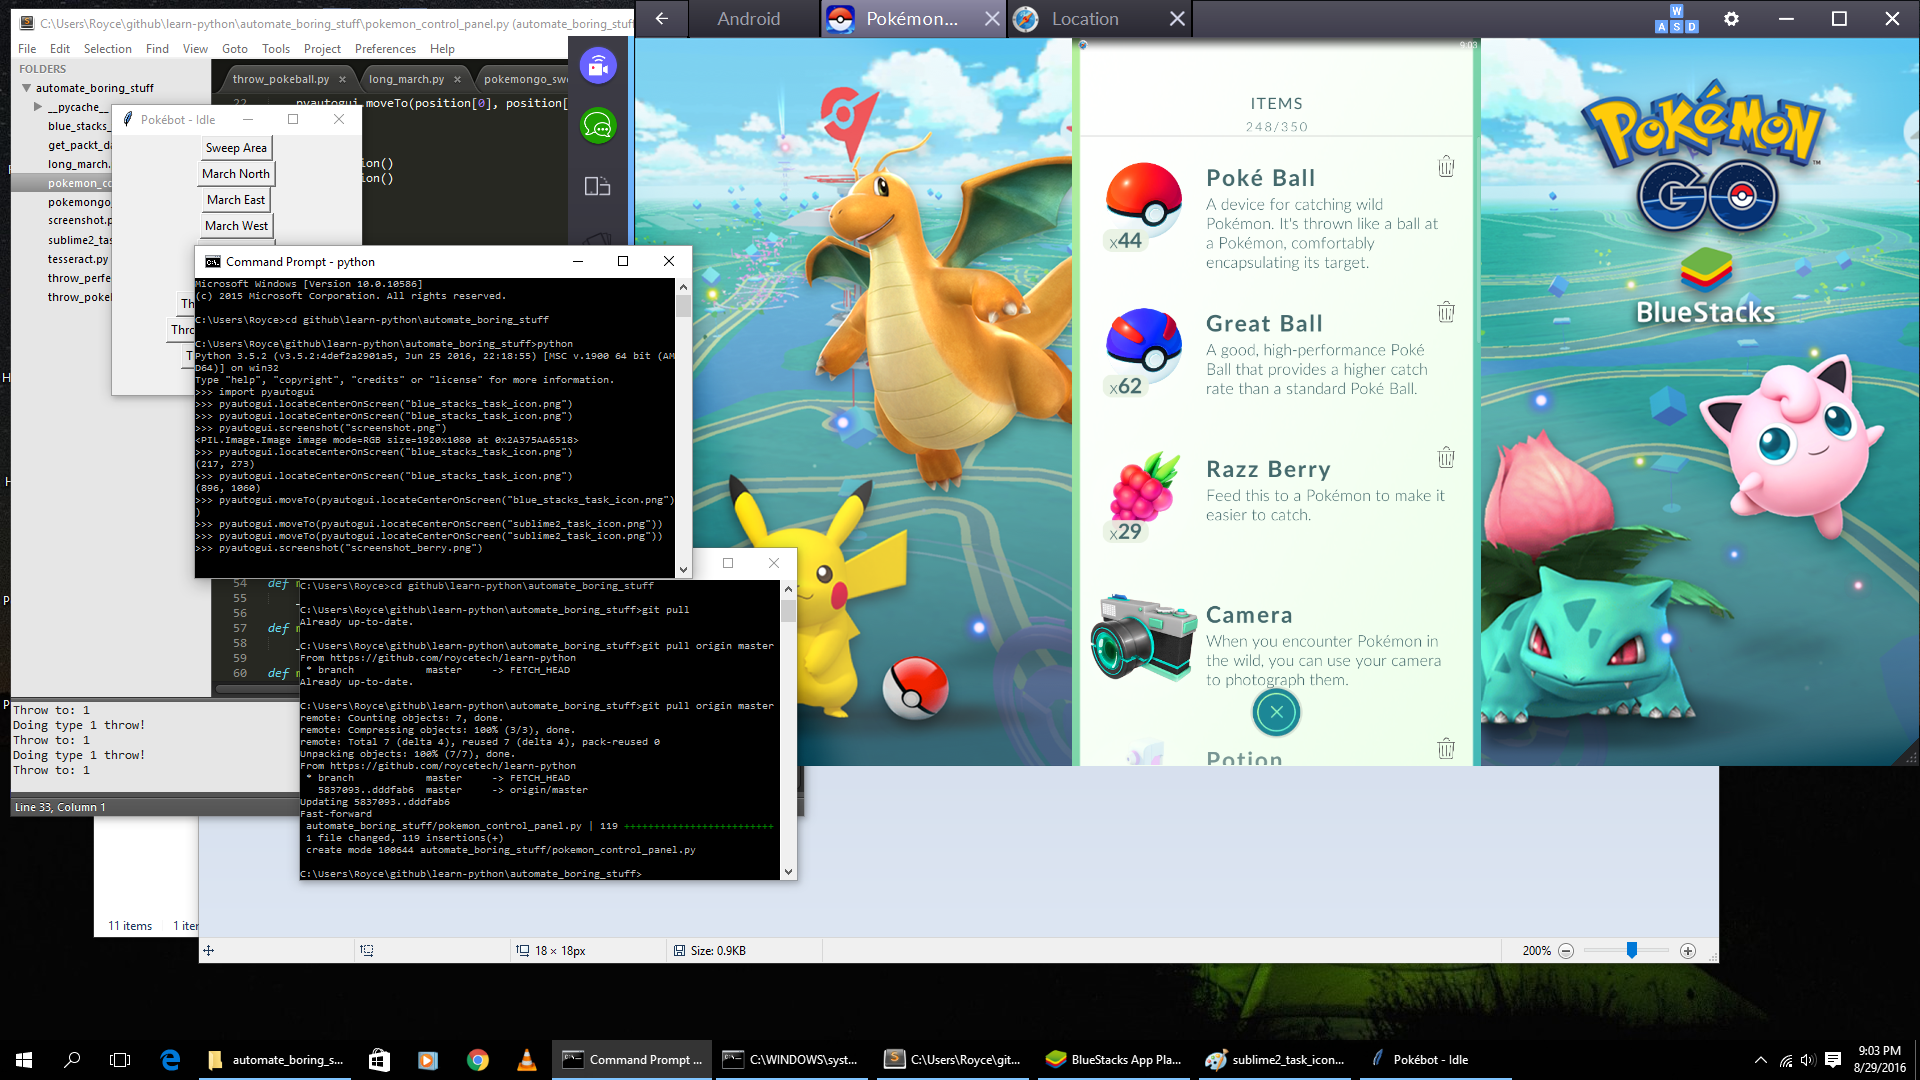 C:\Users\Royce\github\learn-python\automate_boring_stuff\pokemon_control_panel.py (automate_boring_stuff
File Edit Selection Find View Goto Tools Project Preferences Help
FOLDERS
automate_boring_stuff
__pycache__
blue_stacks_
get_packt_da
long_march.
pokemon_co
pokemongo_
screenshot.p
sublime2_tas
tesseract.py
throw_perfe
throw_pokel
throw_pokeball.py × long_march.py × pokemongo_swe
22 pyautogui.moveTo(position[0], position[
ion()
ion()
Pokébot - Idle
Sweep Area
March North
March East
March West
Th
Thro
T
Command Prompt - python
Microsoft Windows [Version 10.0.10586]
(c) 2015 Microsoft Corporation. All rights reserved.
C:\Users\Royce>cd github\learn-python\automate_boring_stuff
C:\Users\Royce\github\learn-python\automate_boring_stuff>python
Python 3.5.2 (v3.5.2:4def2a2901a5, Jun 25 2016, 22:18:55) [MSC v.1900 64 bit (AM
D64)] on win32
Type "help", "copyright", "credits" or "license" for more information.
>>> import pyautogui
>>> pyautogui.locateCenterOnScreen("blue_stacks_task_icon.png")
>>> pyautogui.locateCenterOnScreen("blue_stacks_task_icon.png")
>>> pyautogui.screenshot("screenshot.png")
<PIL.Image.Image image mode=RGB size=1920x1080 at 0x2A375AA6518>
>>> pyautogui.locateCenterOnScreen("blue_stacks_task_icon.png")
(217, 273)
>>> pyautogui.locateCenterOnScreen("blue_stacks_task_icon.png")
(896, 1060)
>>> pyautogui.moveTo(pyautogui.locateCenterOnScreen("blue_stacks_task_icon.png")
)
>>> pyautogui.moveTo(pyautogui.locateCenterOnScreen("sublime2_task_icon.png"))
>>> pyautogui.moveTo(pyautogui.locateCenterOnScreen("sublime2_task_icon.png"))
>>> pyautogui.screenshot("screenshot_berry.png")
54 def m
55
56
57 def m
58
59
60 def m
C:\Users\Royce>cd github\learn-python\automate_boring_stuff
C:\Users\Royce\github\learn-python\automate_boring_stuff>git pull
Already up-to-date.
C:\Users\Royce\github\learn-python\automate_boring_stuff>git pull origin master
From https://github.com/roycetech/learn-python
* branch master -> FETCH_HEAD
Already up-to-date.
C:\Users\Royce\github\learn-python\automate_boring_stuff>git pull origin master
remote: Counting objects: 7, done.
remote: Compressing objects: 100% (3/3), done.
remote: Total 7 (delta 4), reused 7 (delta 4), pack-reused 0
Unpacking objects: 100% (7/7), done.
From https://github.com/roycetech/learn-python
* branch master -> FETCH_HEAD
5837093..dddfab6 master -> origin/master
Updating 5837093..dddfab6
Fast-forward
automate_boring_stuff/pokemon_control_panel.py | 119 +++++++++++++++++++++++++
1 file changed, 119 insertions(+)
create mode 100644 automate_boring_stuff/pokemon_control_panel.py
C:\Users\Royce\github\learn-python\automate_boring_stuff>
Throw to: 1
Doing type 1 throw!
Throw to: 1
Doing type 1 throw!
Throw to: 1
Line 33, Column 1
11 items 1 iter
18 × 18px
Size: 0.9KB
200%
Android
Pokémon...
Location
W
A S D
9:03
ITEMS
248/350
Poké Ball
A device for catching wild
Pokémon. It's thrown like a ball at
a Pokémon, comfortably
encapsulating its target.
x44
Great Ball
A good, high-performance Poké
Ball that provides a higher catch
rate than a standard Poké Ball.
x62
Razz Berry
Feed this to a Pokémon to make it
easier to catch.
x29
Camera
When you encounter Pokémon in
the wild, you can use your camera
to photograph them.
Potion
POKÉMON
GO
BlueStacks
automate_boring_s...
Command Prompt ...
C:\WINDOWS\syst...
C:\Users\Royce\git...
BlueStacks App Pla...
sublime2_task_icon...
Pokébot - Idle
9:03 PM
8/29/2016